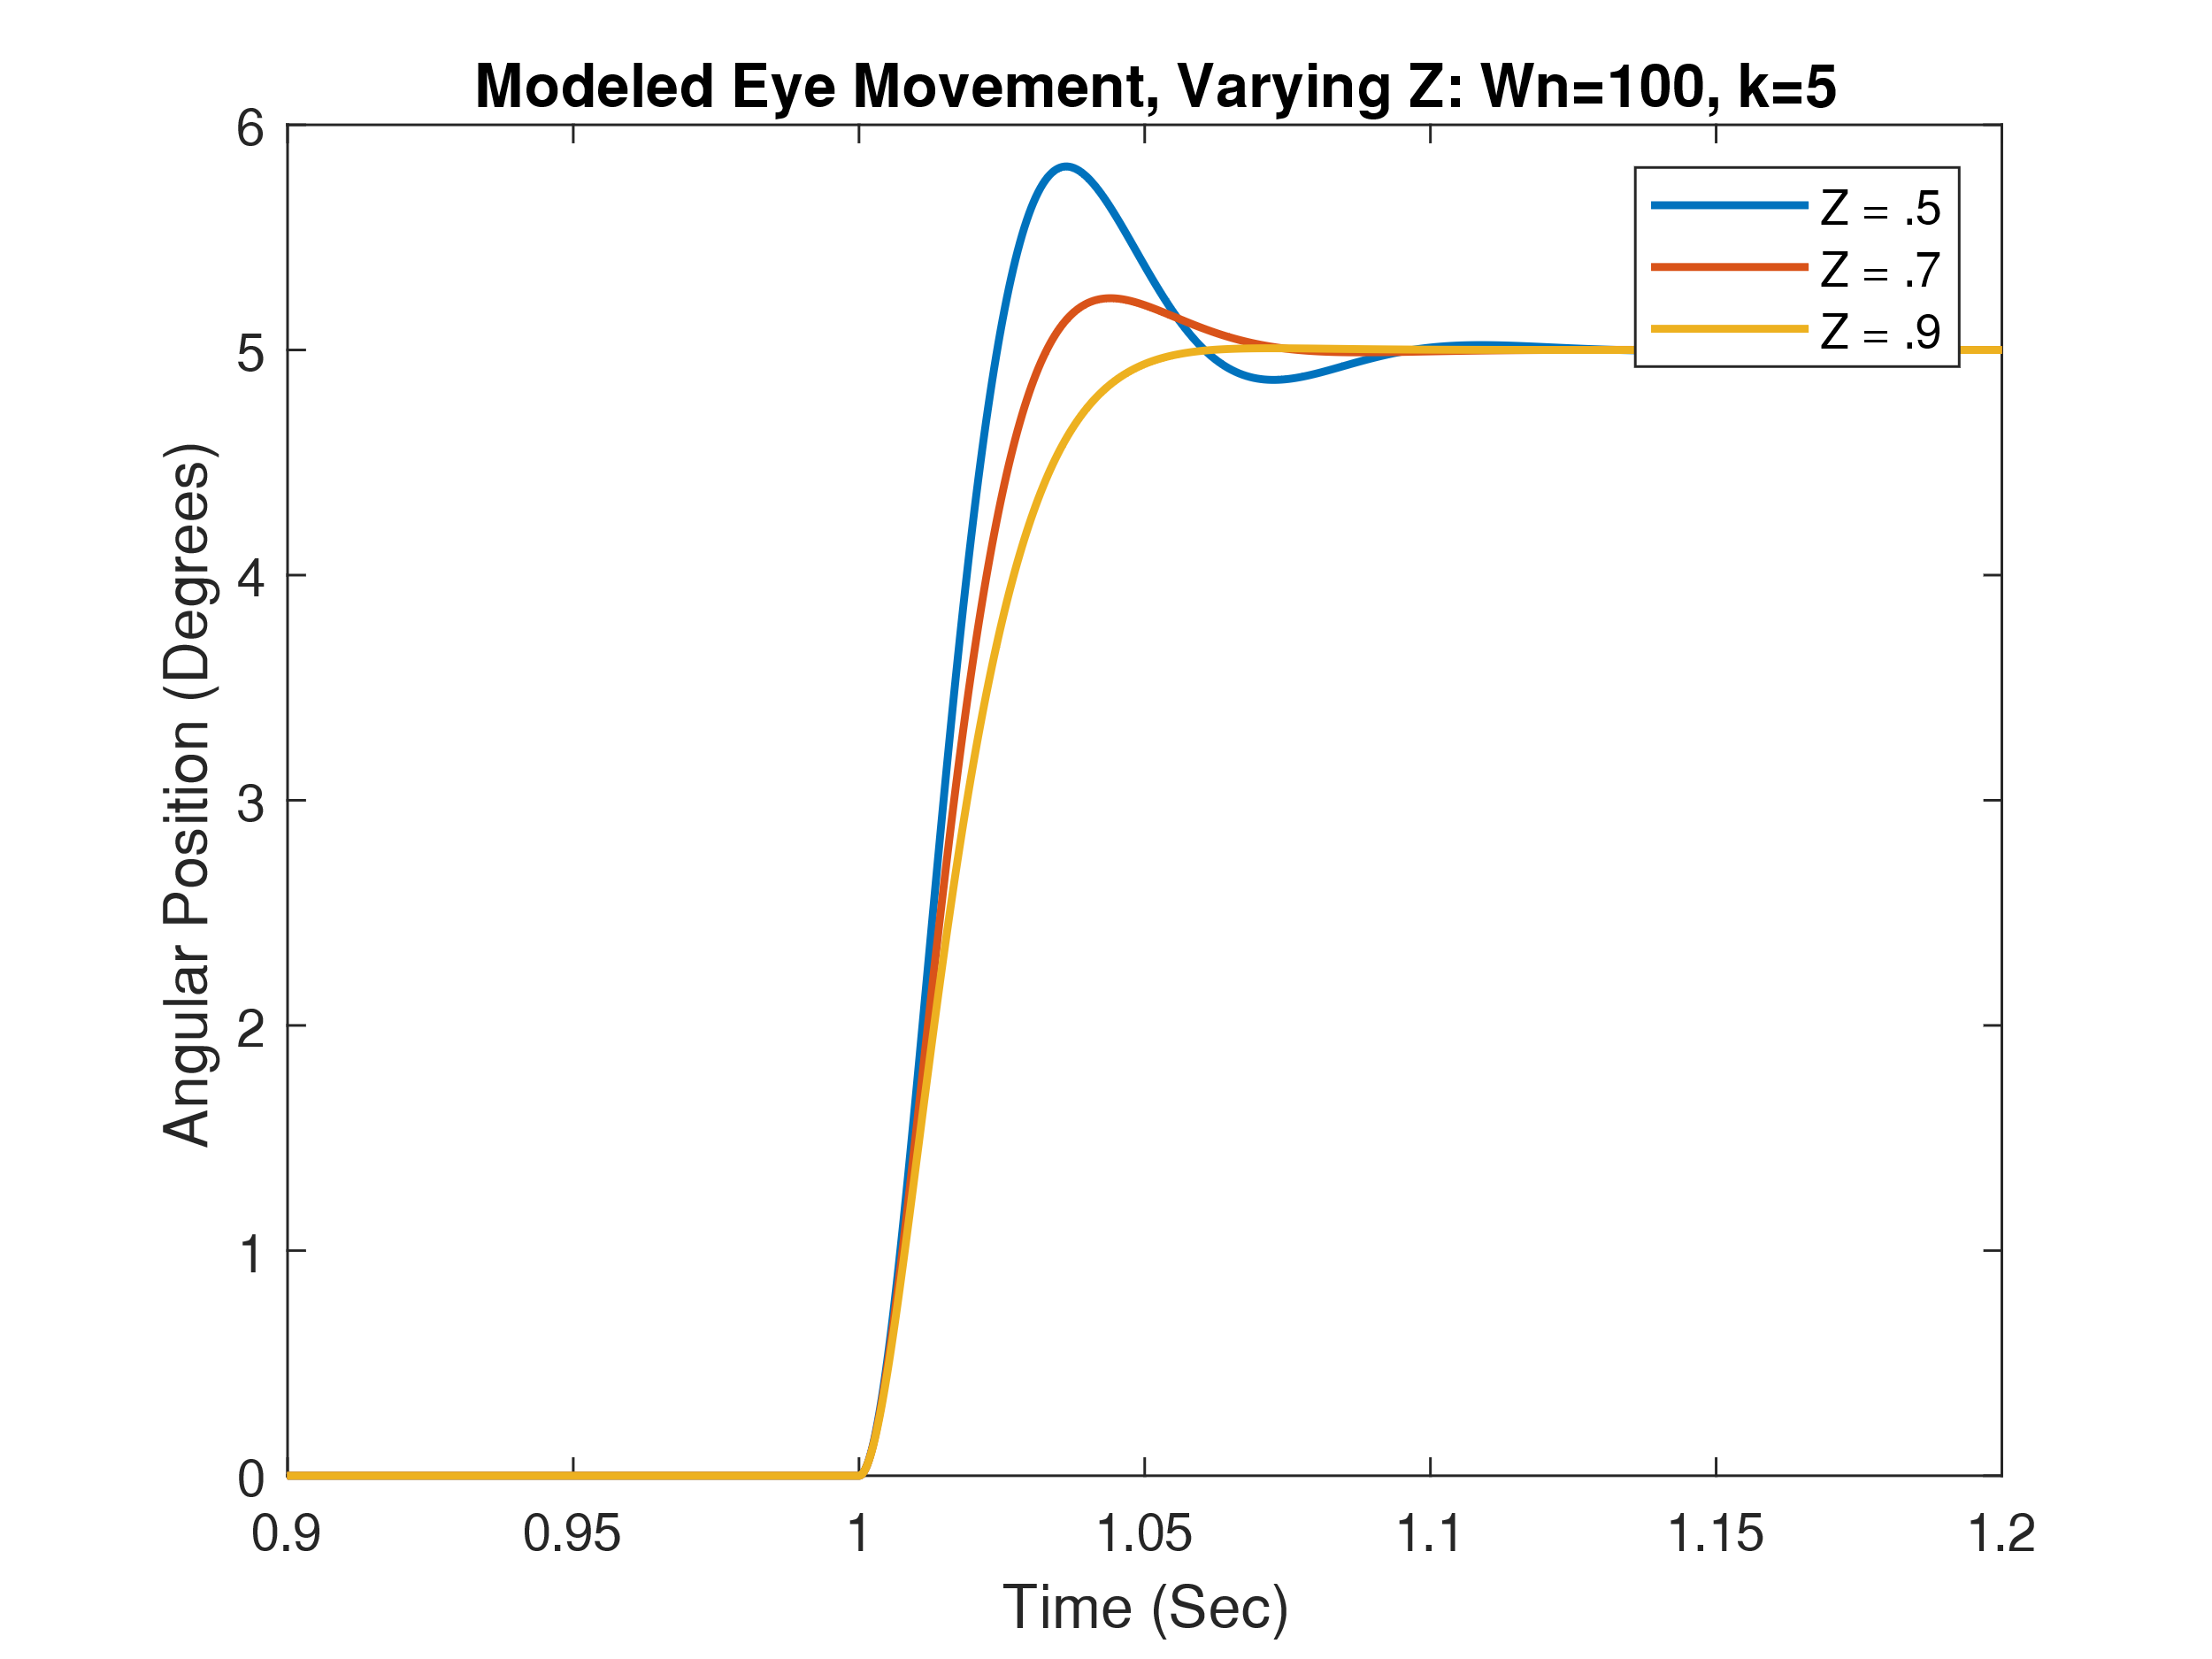 Modeled Eye Movement, Varying Z: Wn=100, k=5
6
5
4
3
2
1
0
Angular Position (Degrees)
Z = .5
Z = .7
Z = .9
0.9 0.95 1 1.05 1.1 1.15 1.2
Time (Sec)